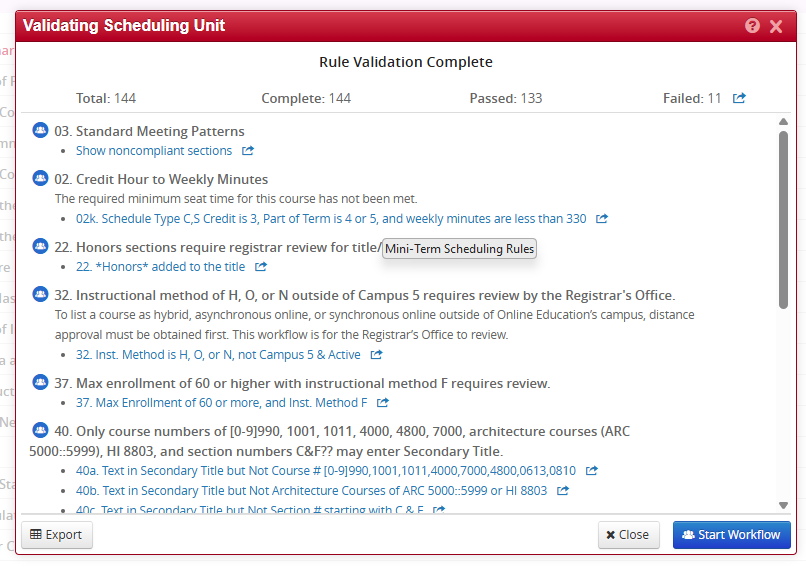 Validating Scheduling Unit
Rule Validation Complete
Total: 144 Complete: 144 Passed: 133 Failed: 11
03. Standard Meeting Patterns
Show noncompliant sections
02. Credit Hour to Weekly Minutes
The required minimum seat time for this course has not been met.
02k. Schedule Type C,S Credit is 3, Part of Term is 4 or 5, and weekly minutes are less than 330
22. Honors sections require registrar review for title/
Mini-Term Scheduling Rules
22. *Honors* added to the title
32. Instructional method of H, O, or N outside of Campus 5 requires review by the Registrar's Office.
To list a course as hybrid, asynchronous online, or synchronous online outside of Online Education's campus, distance
approval must be obtained first. This workflow is for the Registrar's Office to review.
32. Inst. Method is H, O, or N, not Campus 5 & Active
37. Max enrollment of 60 or higher with instructional method F requires review.
37. Max Enrollment of 60 or more, and Inst. Method F
40. Only course numbers of [0-9]990, 1001, 1011, 4000, 4800, 7000, architecture courses (ARC
5000::5999), HI 8803, and section numbers C&F?? may enter Secondary Title.
40a. Text in Secondary Title but Not Course # [0-9]990,1001,1011,4000,7000,4800,0613,0810
40b. Text in Secondary Title but Not Architecture Courses of ARC 5000::5999 or HI 8803
40c. Text in Secondary Title but Not Section # starting with C & F
Export
Close
Start Workflow